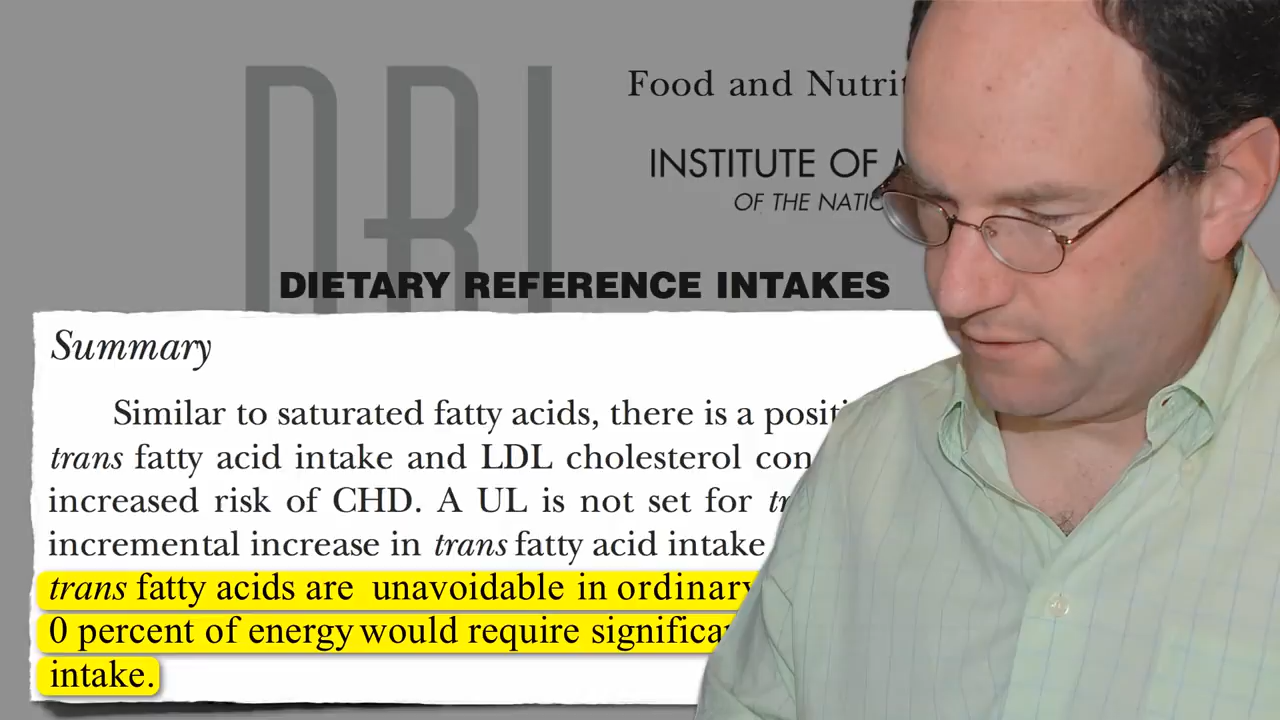 DRI
Food and Nutrit
INSTITUTE OF
OF THE NATIO
DIETARY REFERENCE INTAKES
Summary
Similar to saturated fatty acids, there is a positi
trans fatty acid intake and LDL cholesterol con
increased risk of CHD. A UL is not set for tr
incremental increase in trans fatty acid intake
trans fatty acids are unavoidable in ordinary
0 percent of energy would require significa
intake.